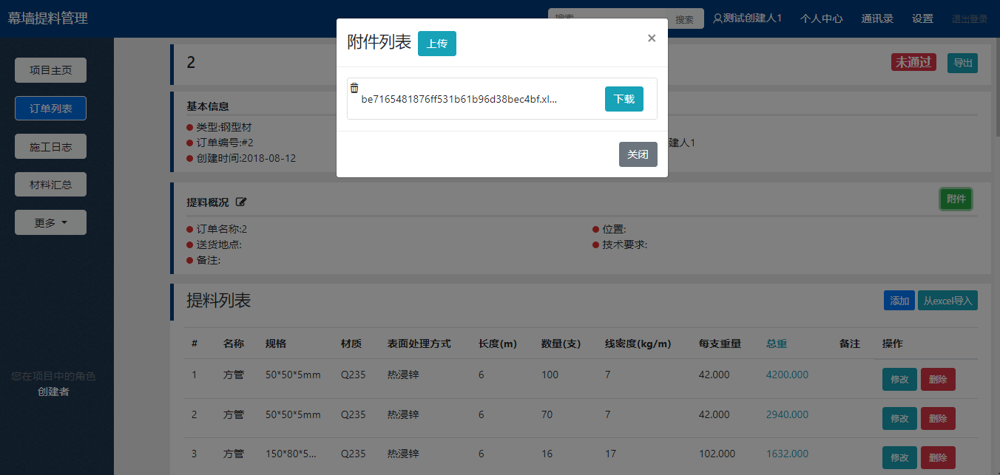 幕墙提料管理
搜索 搜索 测试创建人1 个人中心 通讯录 设置 退出登录
项目主页
订单列表
施工日志
材料汇总
更多
您在项目中的角色
创建者
附件列表 上传 ×
be7165481876ff531b61b96d38bec4bf.xl... 下载
关闭
2 未通过 导出
基本信息
类型:钢型材
订单编号:#2 建人1
创建时间:2018-08-12
提料概况 附件
订单名称:2 位置:
送货地点: 技术要求:
备注:
提料列表 添加 从excel导入
# 名称 规格 材质 表面处理方式 长度(m) 数量(支) 线密度(kg/m) 每支重量 总重 备注 操作
1 方管 50*50*5mm Q235 热浸锌 6 100 7 42.000 4200.000 修改 删除
2 方管 50*50*5mm Q235 热浸锌 6 70 7 42.000 2940.000 修改 删除
3 方管 150*80*5... Q235 热浸锌 6 16 17 102.000 1632.000 修改 删除